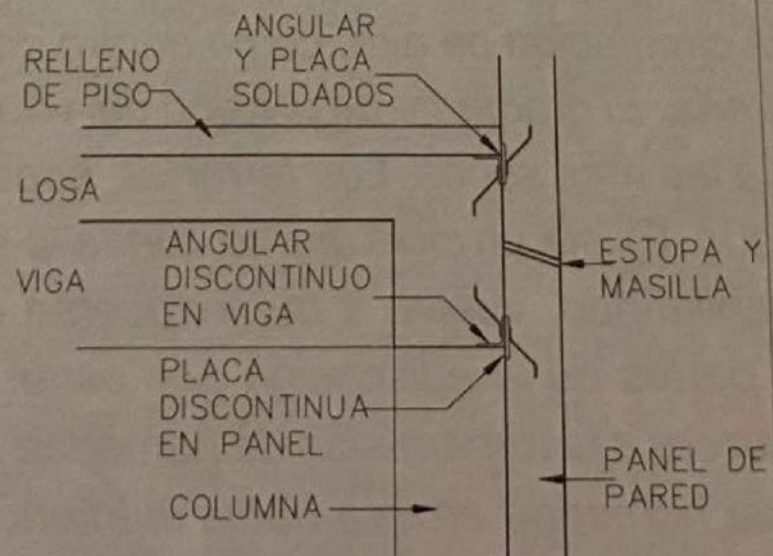 ANGULAR
Y PLACA
SOLDADOS
RELLENO
DE PISO
LOSA
VIGA
ANGULAR
DISCONTINUO
EN VIGA
ESTOPA Y
MASILLA
PLACA
DISCONTINUA
EN PANEL
COLUMNA
PANEL DE
PARED